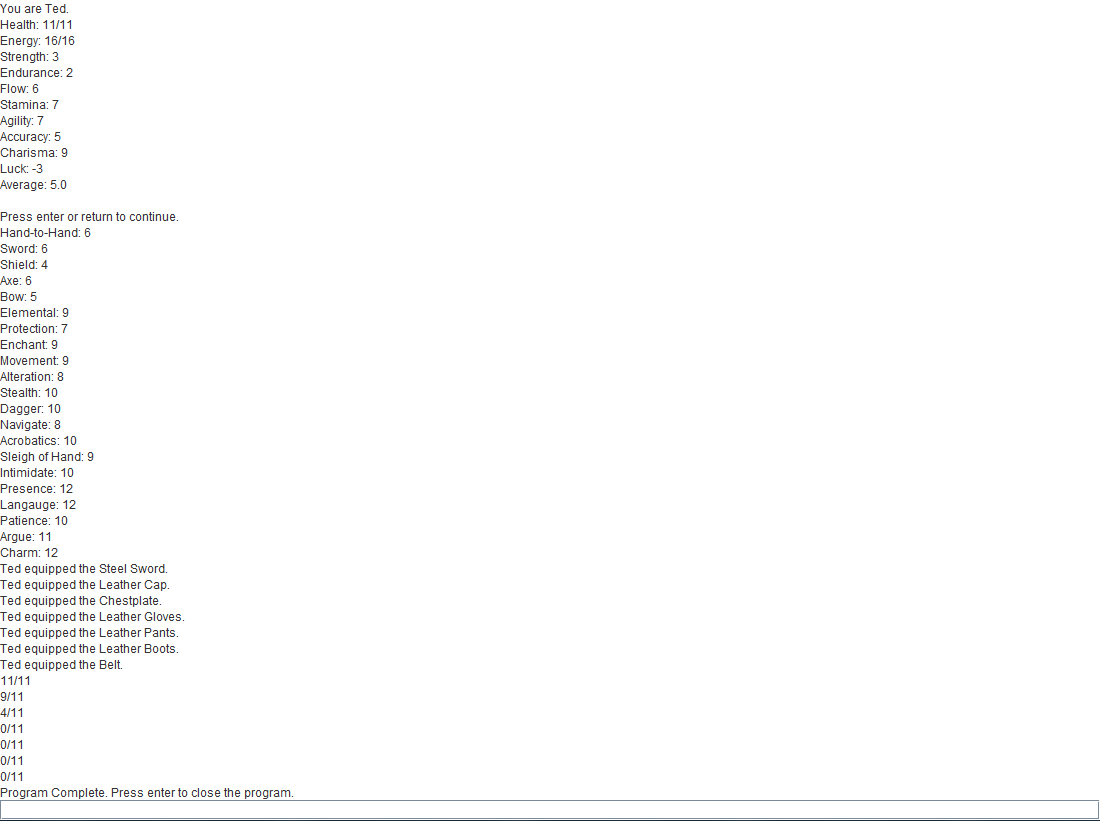 You are Ted.
Health: 11/11
Energy: 16/16
Strength: 3
Endurance: 2
Flow: 6
Stamina: 7
Agility: 7
Accuracy: 5
Charisma: 9
Luck: -3
Average: 5.0
Press enter or return to continue.
Hand-to-Hand: 6
Sword: 6
Shield: 4
Axe: 6
Bow: 5
Elemental: 9
Protection: 7
Enchant: 9
Movement: 9
Alteration: 8
Stealth: 10
Dagger: 10
Navigate: 8
Acrobatics: 10
Sleigh of Hand: 9
Intimidate: 10
Presence: 12
Langauge: 12
Patience: 10
Argue: 11
Charm: 12
Ted equipped the Steel Sword.
Ted equipped the Leather Cap.
Ted equipped the Chestplate.
Ted equipped the Leather Gloves.
Ted equipped the Leather Pants.
Ted equipped the Leather Boots.
Ted equipped the Belt.
11/11
9/11
4/11
0/11
0/11
0/11
0/11
Program Complete. Press enter to close the program.